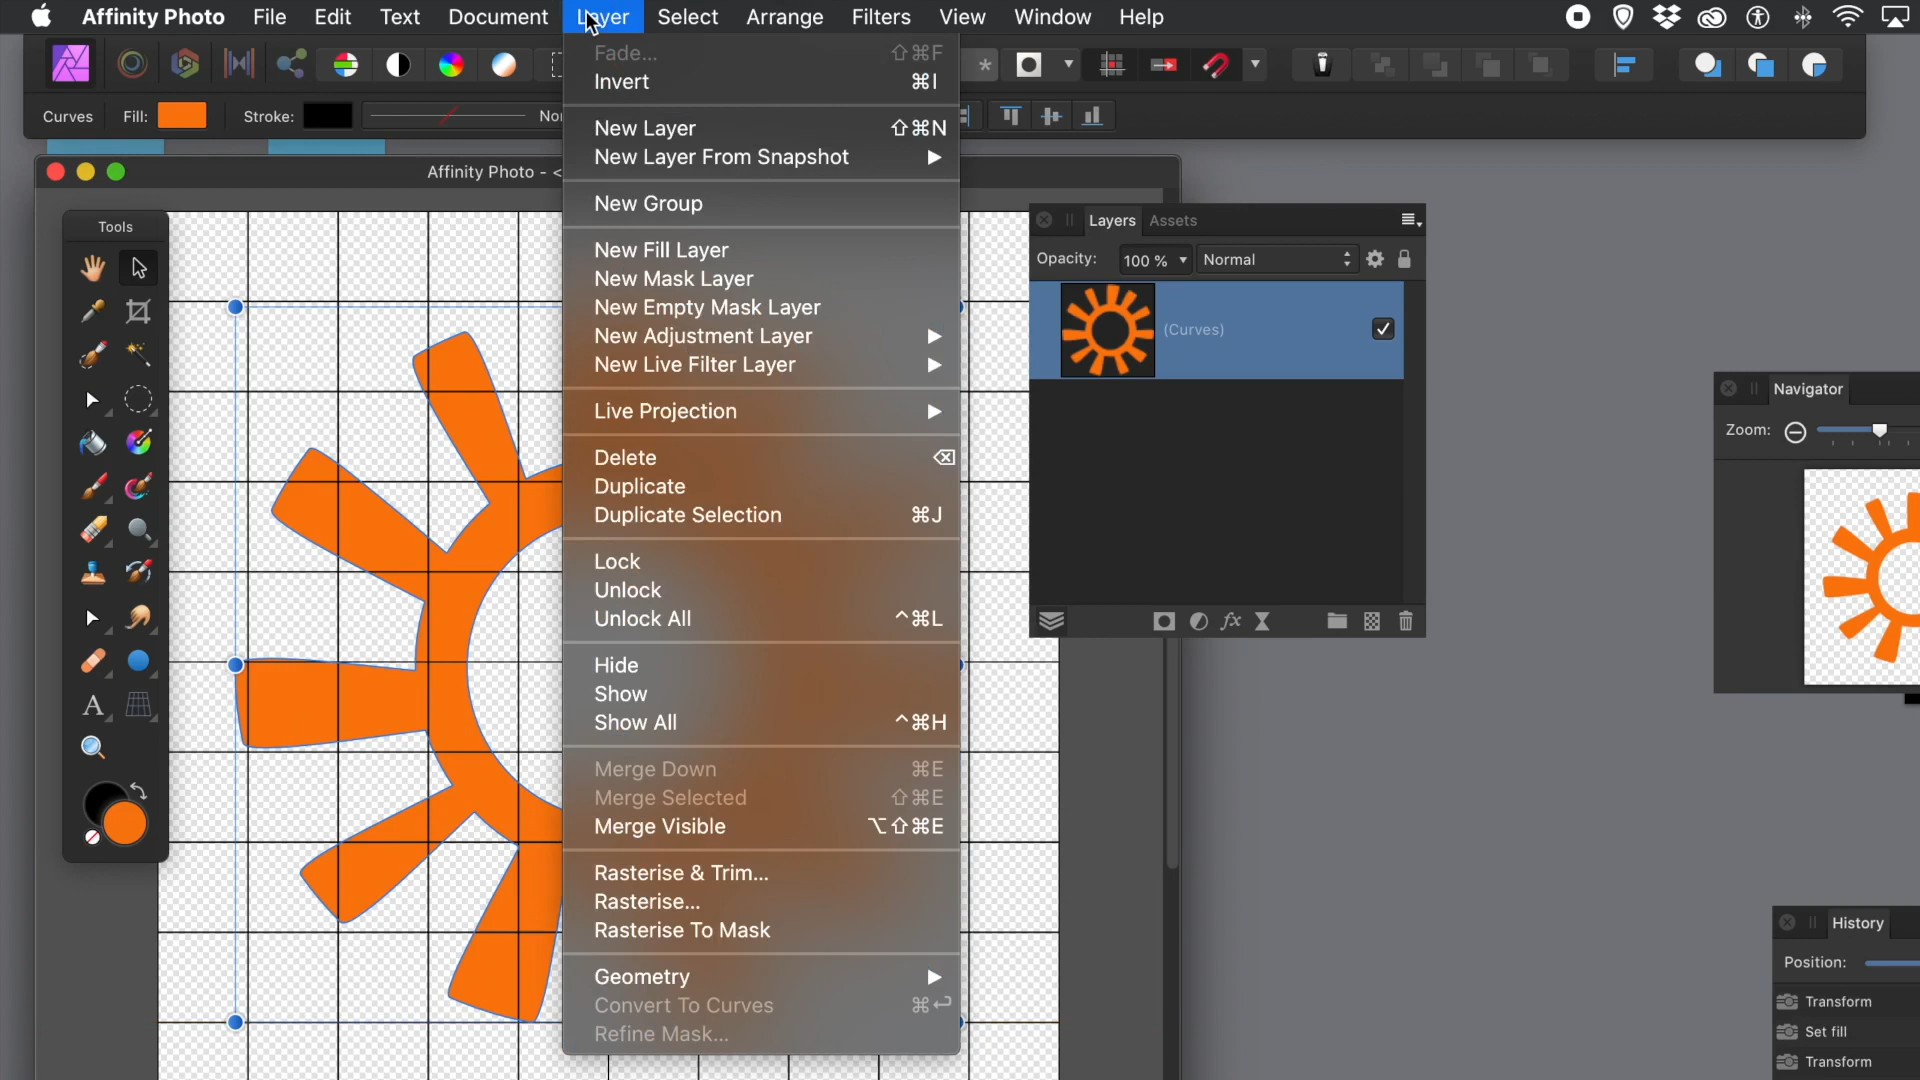 Affinity Photo File Edit Text Document Layer Select Arrange Filters View Window Help
Curves Fill: Stroke:
Affinity Photo - <
Tools
A
Fade... ⇧⌘F
Invert ⌘I
New Layer ⇧⌘N
New Layer From Snapshot ▶
New Group
New Fill Layer
New Mask Layer
New Empty Mask Layer
New Adjustment Layer ▶
New Live Filter Layer ▶
Live Projection ▶
Delete ⌫
Duplicate
Duplicate Selection ⌘J
Lock
Unlock
Unlock All ^⌘L
Hide
Show
Show All ^⌘H
Merge Down ⌘E
Merge Selected ⇧⌘E
Merge Visible ⌥⇧⌘E
Rasterise & Trim...
Rasterise...
Rasterise To Mask
Geometry ▶
Convert To Curves ⌘↩
Refine Mask...
Layers Assets
Opacity: 100 % Normal
(Curves)
fx
Navigator
Zoom:
History
Position:
Transform
Set fill
Transform